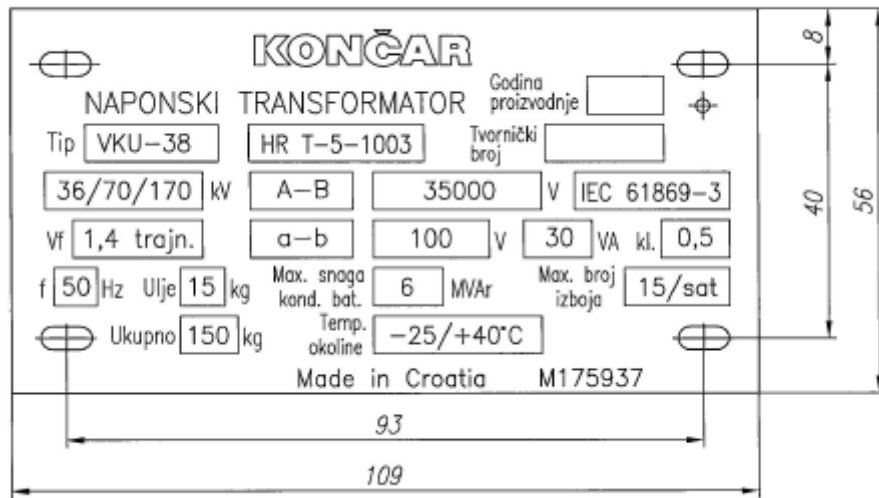 KONČAR
NAPONSKI TRANSFORMATOR Godina proizvodnje
Tip VKU-38 HR T-5-1003 Tvornički broj
36/70/170 kV A-B 35000 V IEC 61869-3
Vf 1,4 trajn. a-b 100 V 30 VA kl. 0,5
f 50 Hz Ulje 15 kg Max. snaga kond. bat. 6 MVAr Max. broj izboja 15/sat
Ukupno 150 kg Temp. okoline -25/+40°C
Made in Croatia M175937
8
40
56
93
109